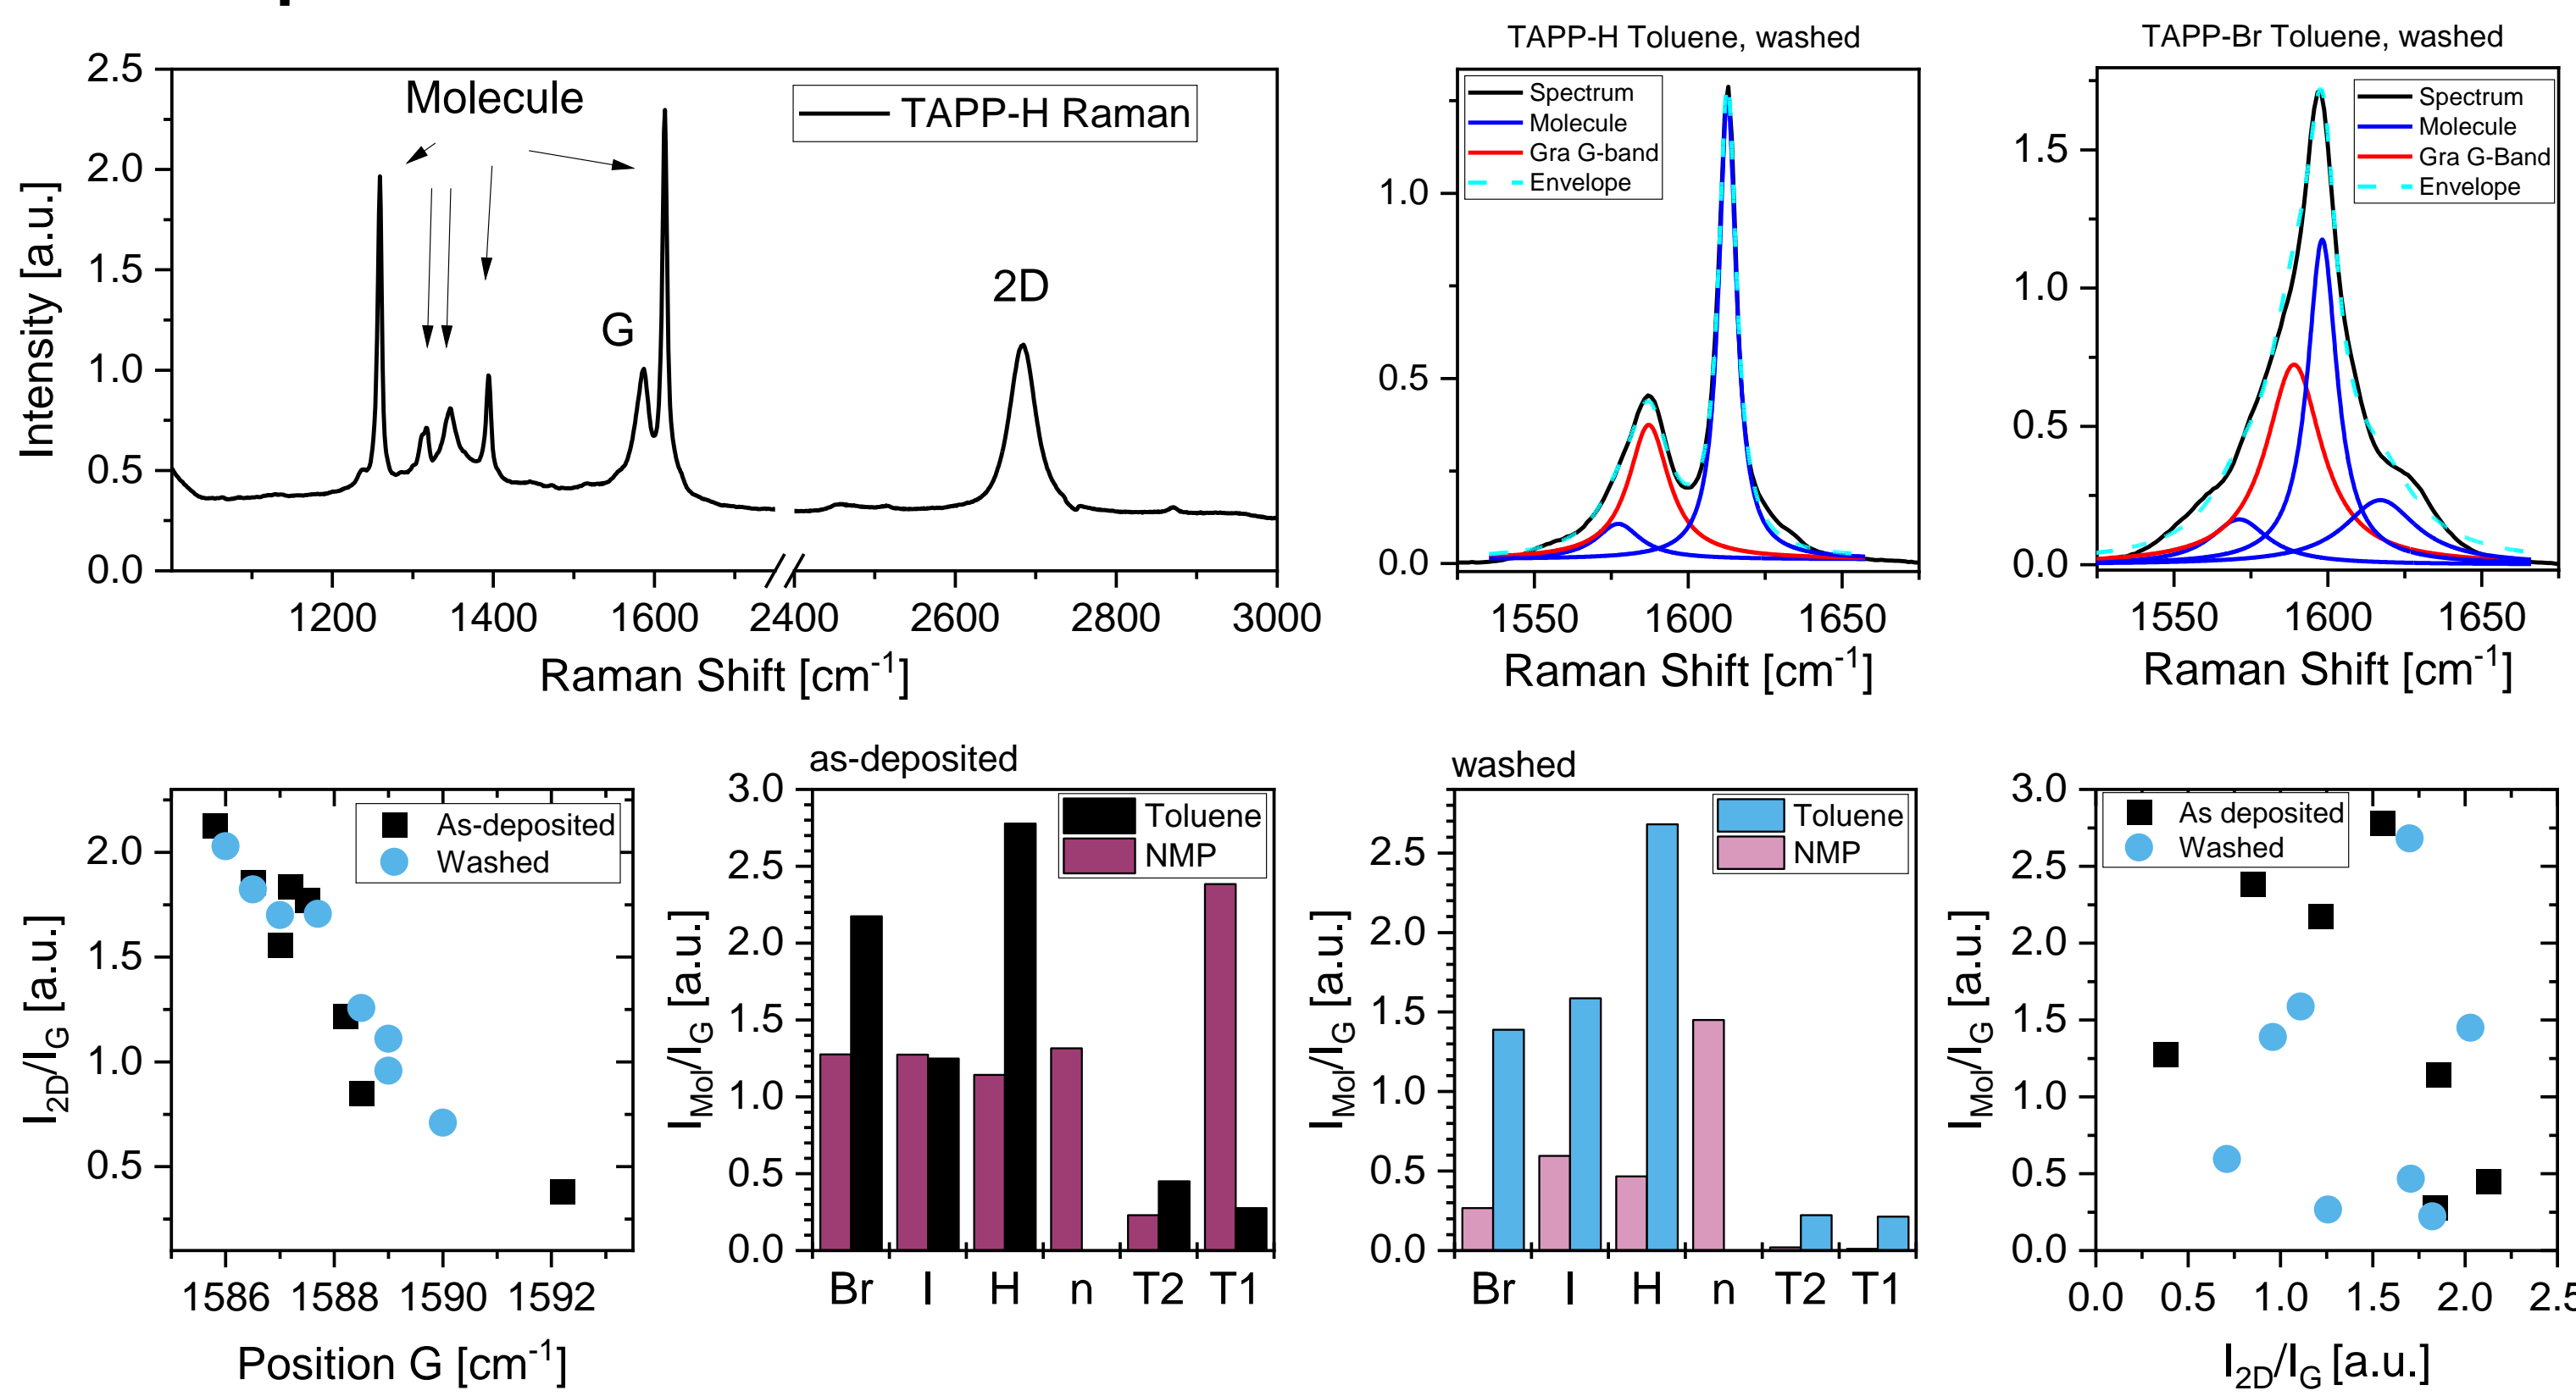 TAPP-H Toluene, washed
TAPP-Br Toluene, washed
2.5
2.0
1.5
1.0
0.5
0.0
Intensity [a.u.]
Molecule
TAPP-H Raman
G
2D
1200 1400 1600 2400 2600 2800 3000
Raman Shift [cm-1]
Spectrum
Molecule
Gra G-band
Envelope
1.0
0.5
0.0
1550 1600 1650
Raman Shift [cm-1]
Spectrum
Molecule
Gra G-Band
Envelope
1.5
1.0
0.5
0.0
1550 1600 1650
Raman Shift [cm-1]
As-deposited
Washed
2.0
1.5
1.0
0.5
I2D/IG [a.u.]
1586 1588 1590 1592
Position G [cm-1]
as-deposited
Toluene
NMP
3.0
2.5
2.0
1.5
1.0
0.5
0.0
IMol/IG [a.u.]
Br I H n T2 T1
washed
Toluene
NMP
2.5
2.0
1.5
1.0
0.5
0.0
IMol/IG [a.u.]
Br I H n T2 T1
As deposited
Washed
3.0
2.5
2.0
1.5
1.0
0.5
0.0
IMol/IG [a.u.]
0.0 0.5 1.0 1.5 2.0 2.5
I2D/IG [a.u.]